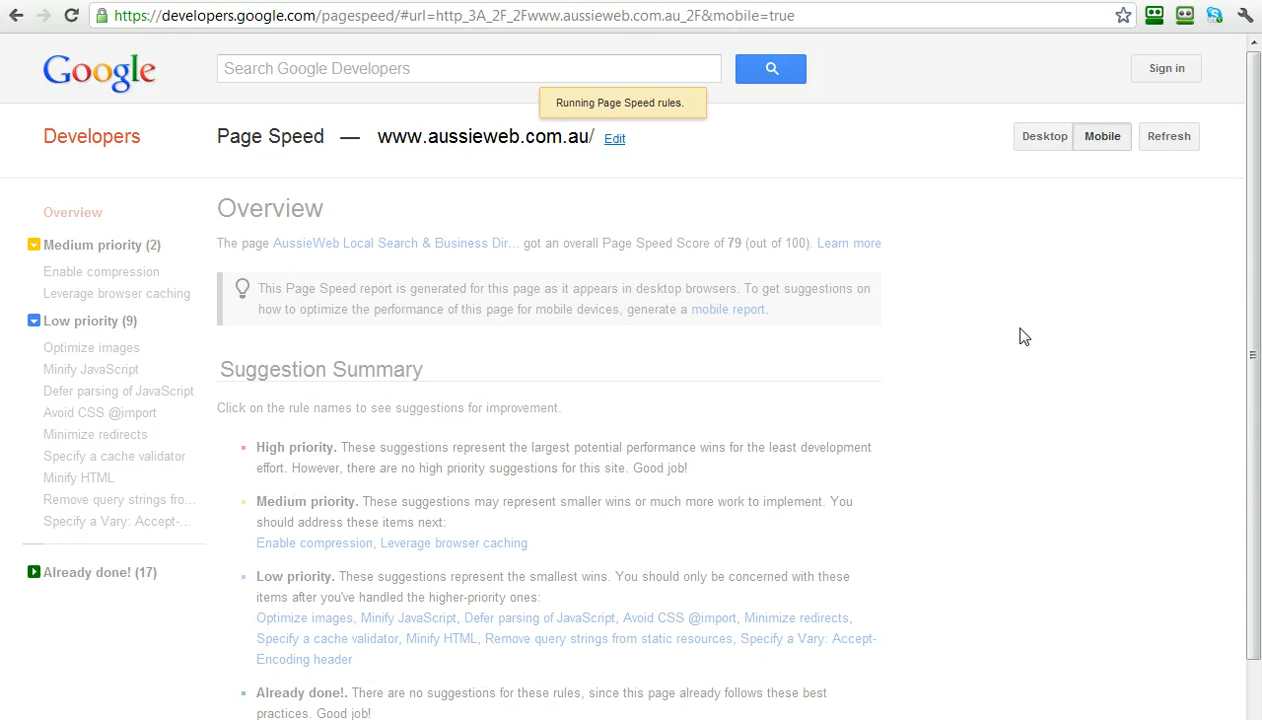 https://developers.google.com/pagespeed/#url=http_3A_2F_2Fwww.aussieweb.com.au_2F&mobile=true
Google
Search Google Developers
Sign in
Running Page Speed rules.
Developers
Page Speed — www.aussieweb.com.au/ Edit
Desktop Mobile Refresh
Overview
Medium priority (2)
Enable compression
Leverage browser caching
Low priority (9)
Optimize images
Minify JavaScript
Defer parsing of JavaScript
Avoid CSS @import
Minimize redirects
Specify a cache validator
Minify HTML
Remove query strings fro...
Specify a Vary: Accept-...
Already done! (17)
Overview
The page AussieWeb Local Search & Business Dir... got an overall Page Speed Score of 79 (out of 100). Learn more
This Page Speed report is generated for this page as it appears in desktop browsers. To get suggestions on
how to optimize the performance of this page for mobile devices, generate a mobile report.
Suggestion Summary
Click on the rule names to see suggestions for improvement.
High priority. These suggestions represent the largest potential performance wins for the least development
effort. However, there are no high priority suggestions for this site. Good job!
Medium priority. These suggestions may represent smaller wins or much more work to implement. You
should address these items next:
Enable compression, Leverage browser caching
Low priority. These suggestions represent the smallest wins. You should only be concerned with these
items after you've handled the higher-priority ones:
Optimize images, Minify JavaScript, Defer parsing of JavaScript, Avoid CSS @import, Minimize redirects,
Specify a cache validator, Minify HTML, Remove query strings from static resources, Specify a Vary: Accept-
Encoding header
Already done!. There are no suggestions for these rules, since this page already follows these best
practices. Good job!